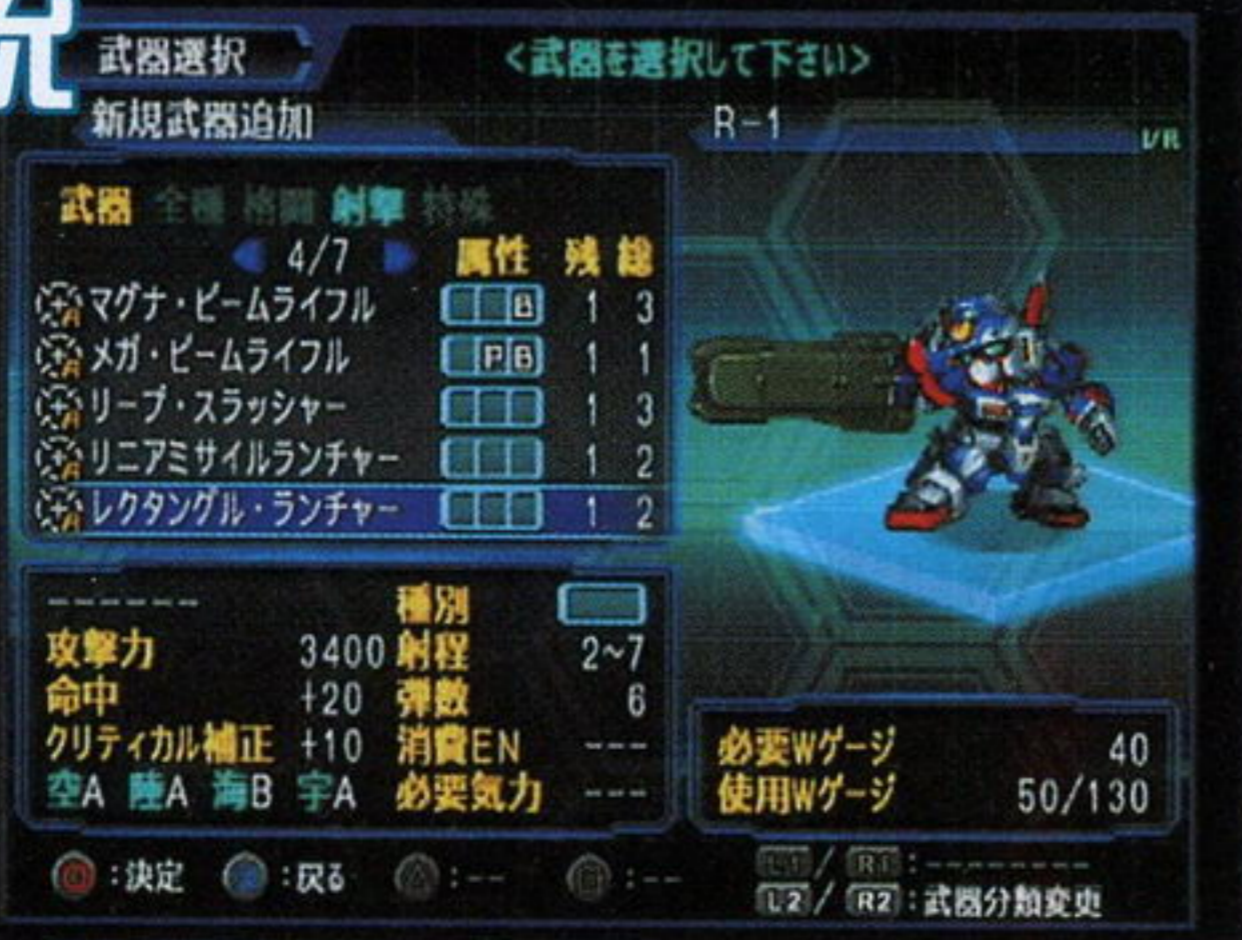 武器選択
<武器を選択して下さい>
新規武器追加
R-1
武器 全種 格闘 射撃 特殊
4/7 属性 残 総
マグナ・ビームライフル B 1 3
メガ・ビームライフル P B 1 1
リープ・スラッシャー 1 3
リニアミサイルランチャー 1 2
レクタングル・ランチャー 1 2
------ 種別
攻撃力 3400 射程 2~7
命中 +20 弾数 6
クリティカル補正 +10 消費EN ---
空A 陸A 海B 宇A 必要気力 ---
必要Wゲージ 40
使用Wゲージ 50/130
:決定 :戻る :-- :--
L1 / R1 :--------
L2 / R2 :武器分類変更